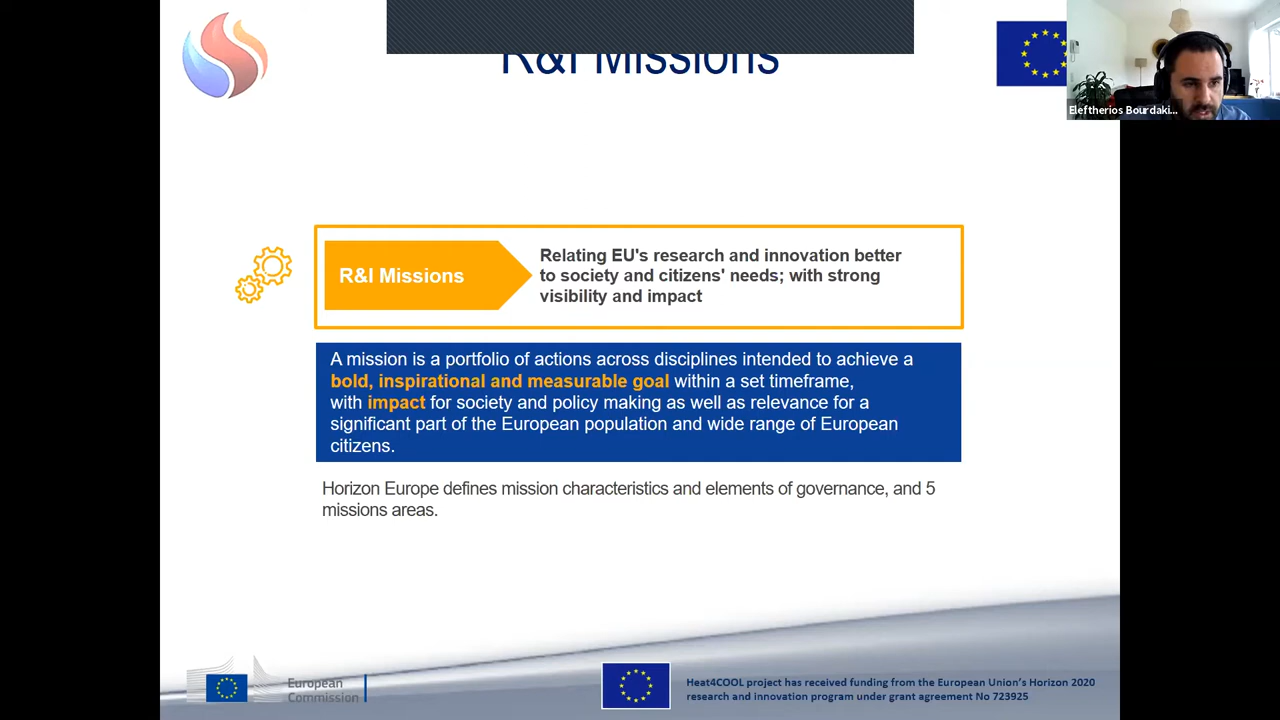 R&I Missions
Eleftherios Bourdaki...
R&I Missions
Relating EU's research and innovation better
to society and citizens' needs; with strong
visibility and impact
A mission is a portfolio of actions across disciplines intended to achieve a
bold, inspirational and measurable goal within a set timeframe,
with impact for society and policy making as well as relevance for a
significant part of the European population and wide range of European
citizens.
Horizon Europe defines mission characteristics and elements of governance, and 5
missions areas.
European
Commission
Heat4COOL project has received funding from the European Union's Horizon 2020
research and innovation program under grant agreement No 723925